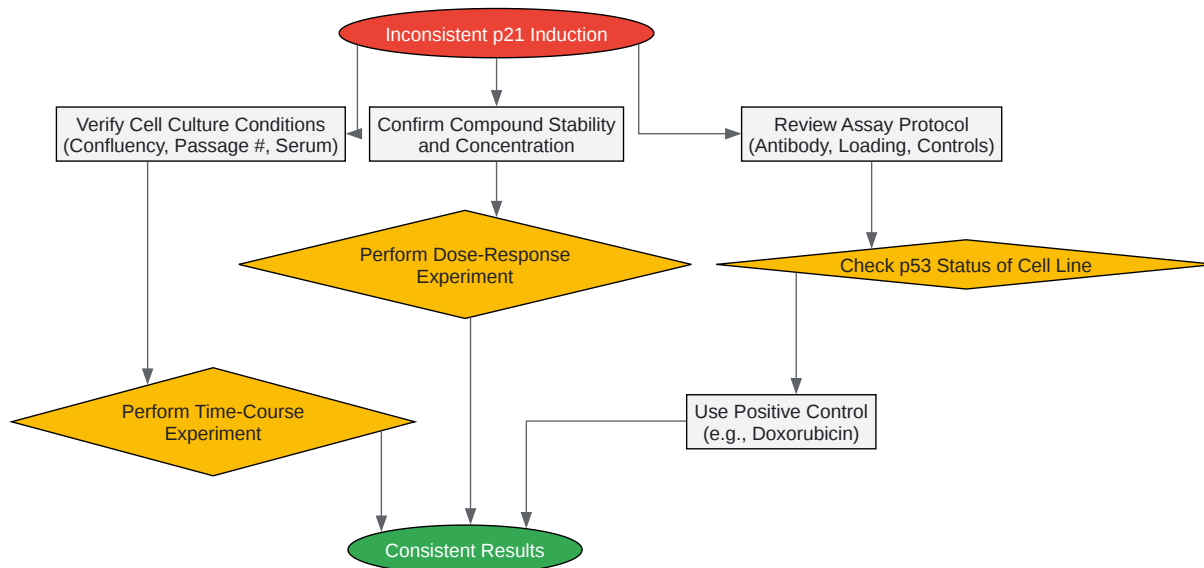 Inconsistent p21 Induction
Verify Cell Culture Conditions
(Confluency, Passage #, Serum)
Confirm Compound Stability
and Concentration
Review Assay Protocol
(Antibody, Loading, Controls)
Perform Dose-Response
Experiment
Check p53 Status of Cell Line
Perform Time-Course
Experiment
Use Positive Control
(e.g., Doxorubicin)
Consistent Results